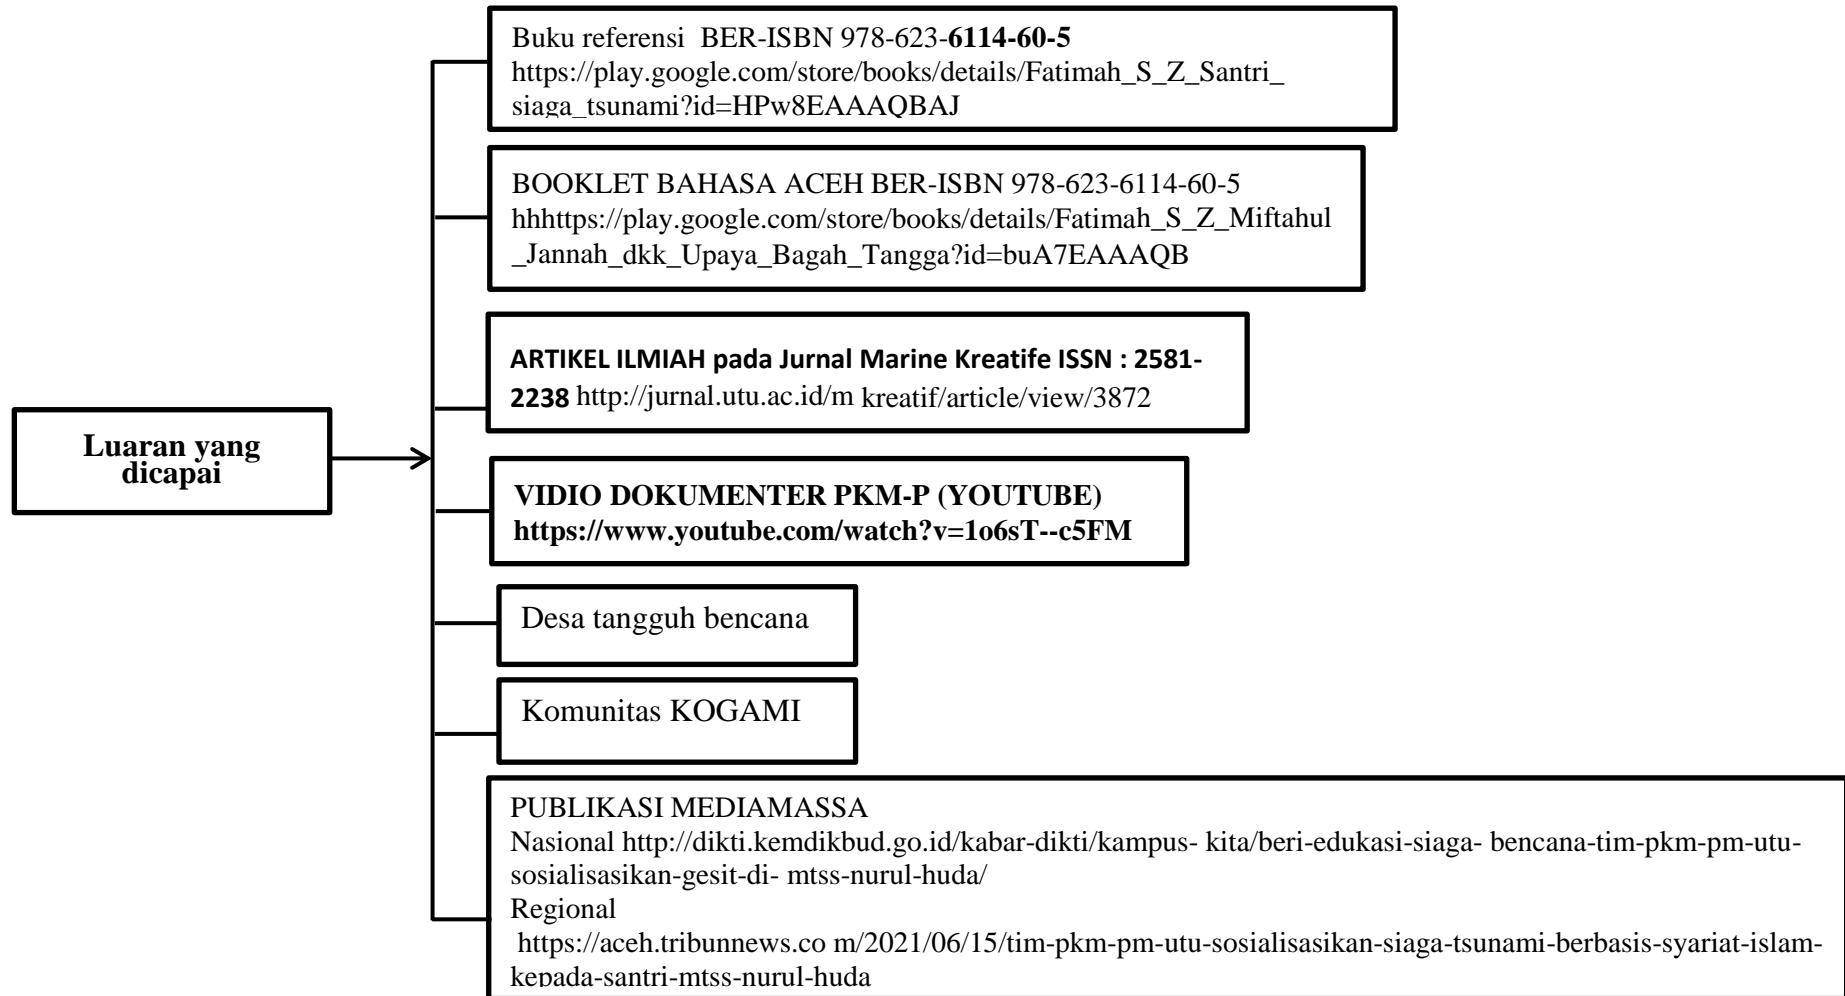 Buku referensi  BER-ISBN 978-623-6114-60-5
https://play.google.com/store/books/details/Fatimah_S_Z_Santri_
siaga_tsunami?id=HPw8EAAAQBAJ
BOOKLET BAHASA ACEH BER-ISBN 978-623-6114-60-5
hhhttps://play.google.com/store/books/details/Fatimah_S_Z_Miftahul
_Jannah_dkk_Upaya_Bagah_Tangga?id=buA7EAAAQB
ARTIKEL ILMIAH pada Jurnal Marine Kreatife ISSN : 2581-
2238 http://jurnal.utu.ac.id/m kreatif/article/view/3872
Luaran yang
dicapai
VIDIO DOKUMENTER PKM-P (YOUTUBE)
https://www.youtube.com/watch?v=1o6sT--c5FM
Desa tangguh bencana
Komunitas KOGAMI
PUBLIKASI MEDIAMASSA
Nasional http://dikti.kemdikbud.go.id/kabar-dikti/kampus- kita/beri-edukasi-siaga- bencana-tim-pkm-pm-utu-
sosialisasikan-gesit-di- mtss-nurul-huda/
Regional
https://aceh.tribunnews.co m/2021/06/15/tim-pkm-pm-utu-sosialisasikan-siaga-tsunami-berbasis-syariat-islam-
kepada-santri-mtss-nurul-huda